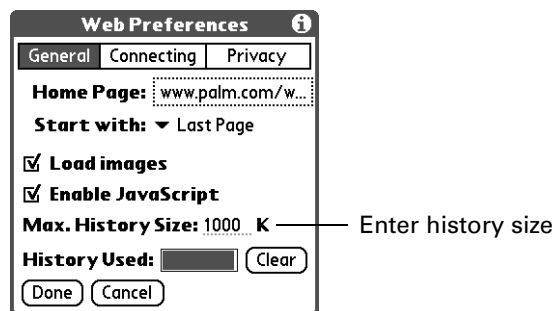 Web Preferences i
General Connecting Privacy
Home Page: www.palm.com/w...
Start with: Last Page
Load images
Enable JavaScript
Max. History Size: 1000 K Enter history size
History Used: Clear
Done Cancel